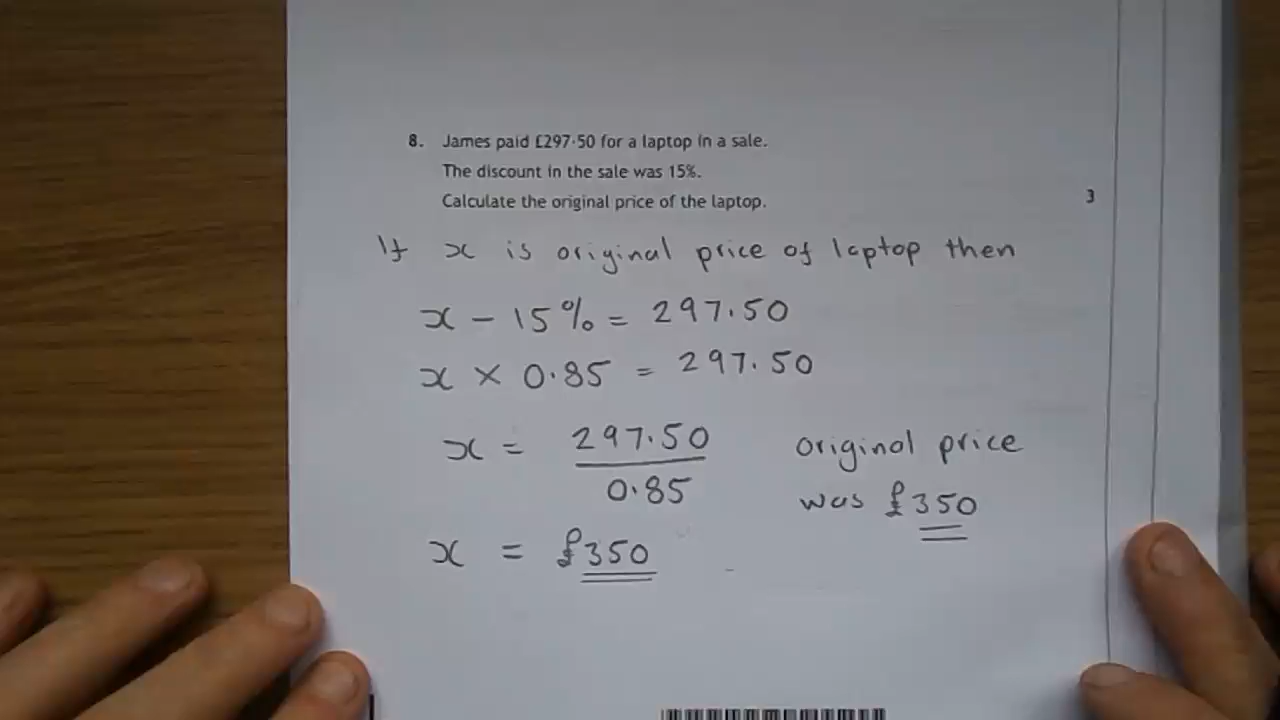 8. James paid £297·50 for a laptop in a sale.
The discount in the sale was 15%.
Calculate the original price of the laptop.
3
If x is original price of laptop then
x - 15% = 297.50
x × 0.85 = 297.50
x = 297.50
0.85
original price
was £350
x = £350